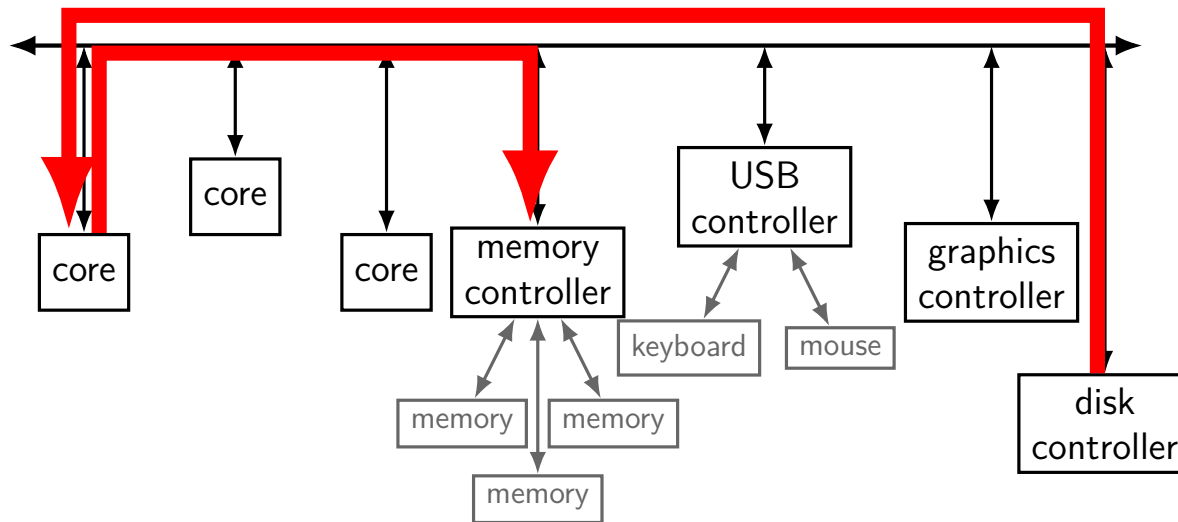 core
core
core
memory
controller
USB
controller
graphics
controller
disk
controller
keyboard
mouse
memory
memory
memory